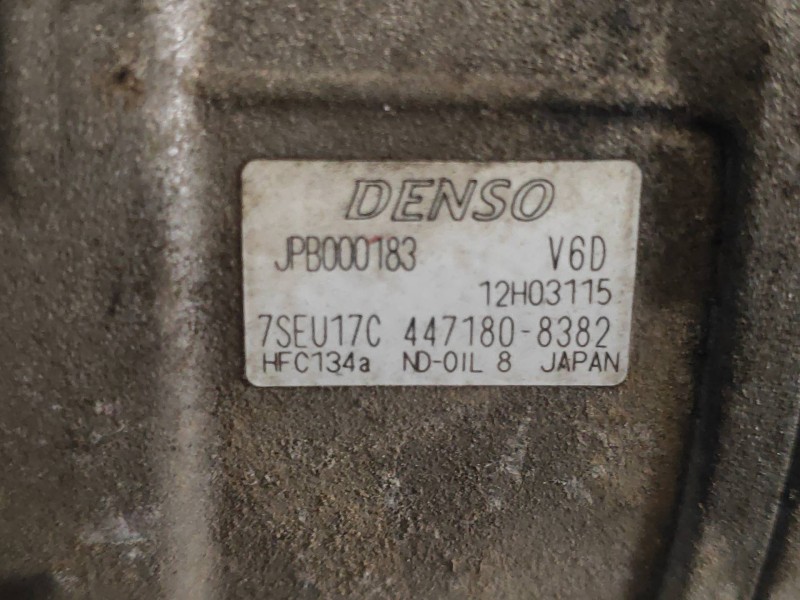 DENSO
JPB000183 V6D
12H03115
7SEU17C 447180-8382
HFC134a ND-OIL 8 JAPAN